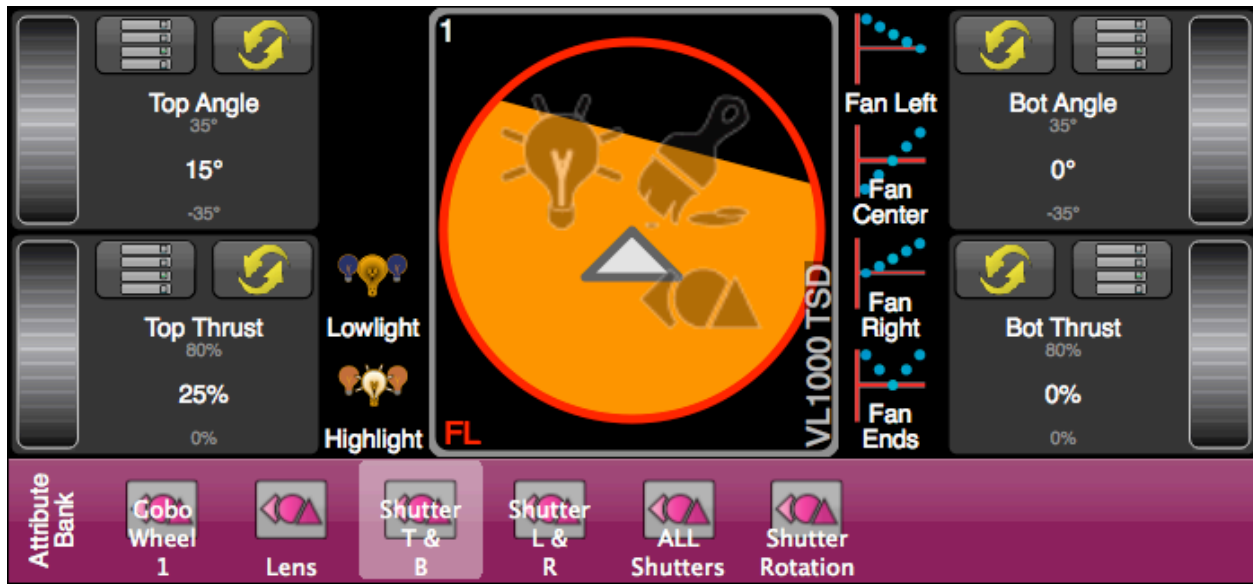 Top Angle
35°
15°
-35°
Top Thrust
80%
25%
0%
Lowlight
Highlight
1
FL
VL1000 TSD
Fan Left
Fan
Center
Fan
Right
Fan
Ends
Bot Angle
35°
0°
-35°
Bot Thrust
80%
0%
0%
Attribute
Bank
Gobo
Wheel
1
Lens
Shutter
T &
B
Shutter
L &
R
ALL
Shutters
Shutter
Rotation